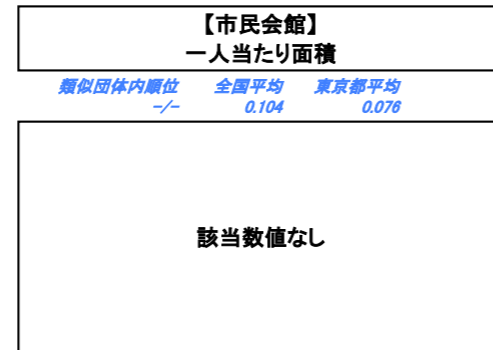 【市民会館】
一人当たり面積
類似団体内順位 全国平均 東京都平均
-/- 0.104 0.076
該当数値なし